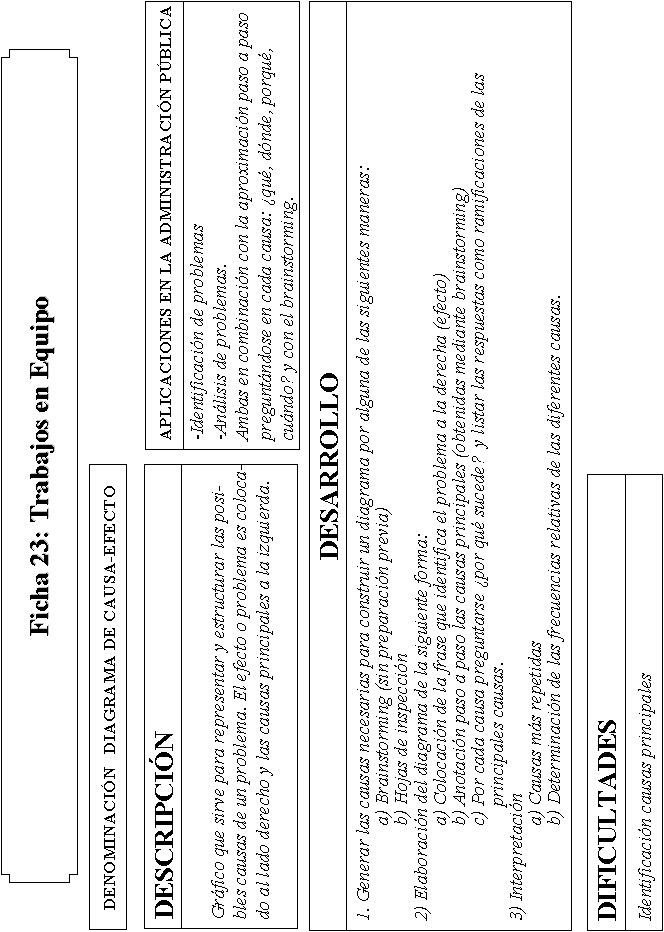 Ficha 23: Trabajos en Equipo
DENOMINACIÓN DIAGRAMA DE CAUSA-EFECTO
DESCRIPCIÓN
Gráfico que sirve para representar y estructurar las posi-
bles causas de un problema. El efecto o problema es coloca-
do al lado derecho y las causas principales a la izquierda.
APLICACIONES EN LA ADMINISTRACIÓN PÚBLICA
-Identificación de problemas
-Análisis de problemas.
Ambas en combinación con la aproximación paso a paso
preguntándose en cada causa: ¿qué, dónde, porqué,
cuándo? y con el brainstorming.
DESARROLLO
1. Generar las causas necesarias para construir un diagrama por alguna de las siguientes maneras:
a) Brainstorming (sin preparación previa)
b) Hojas de inspección
2) Elaboración del diagrama de la siguiente forma:
a) Colocación de la frase que identifica el problema a la derecha (efecto)
b) Anotación paso a paso las causas principales (obtenidas mediante brainstorming)
c) Por cada causa preguntarse ¿por qué sucede? y listar las respuestas como ramificaciones de las
principales causas.
3) Interpretación
a) Causas más repetidas
b) Determinación de las frecuencias relativas de las diferentes causas.
DIFICULTADES
Identificación causas principales